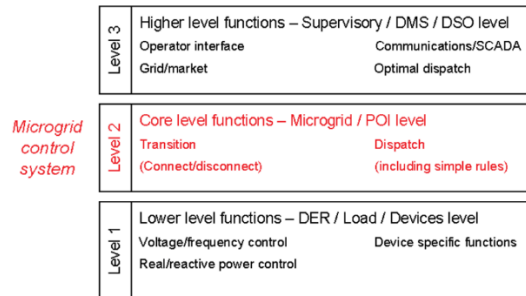 Level 3
Higher level functions – Supervisory / DMS / DSO level
Operator interface
Communications/SCADA
Grid/market
Optimal dispatch
Microgrid
control
system
Level 2
Core level functions – Microgrid / POI level
Transition
Dispatch
(Connect/disconnect)
(including simple rules)
Level 1
Lower level functions – DER / Load / Devices level
Voltage/frequency control
Device specific functions
Real/reactive power control